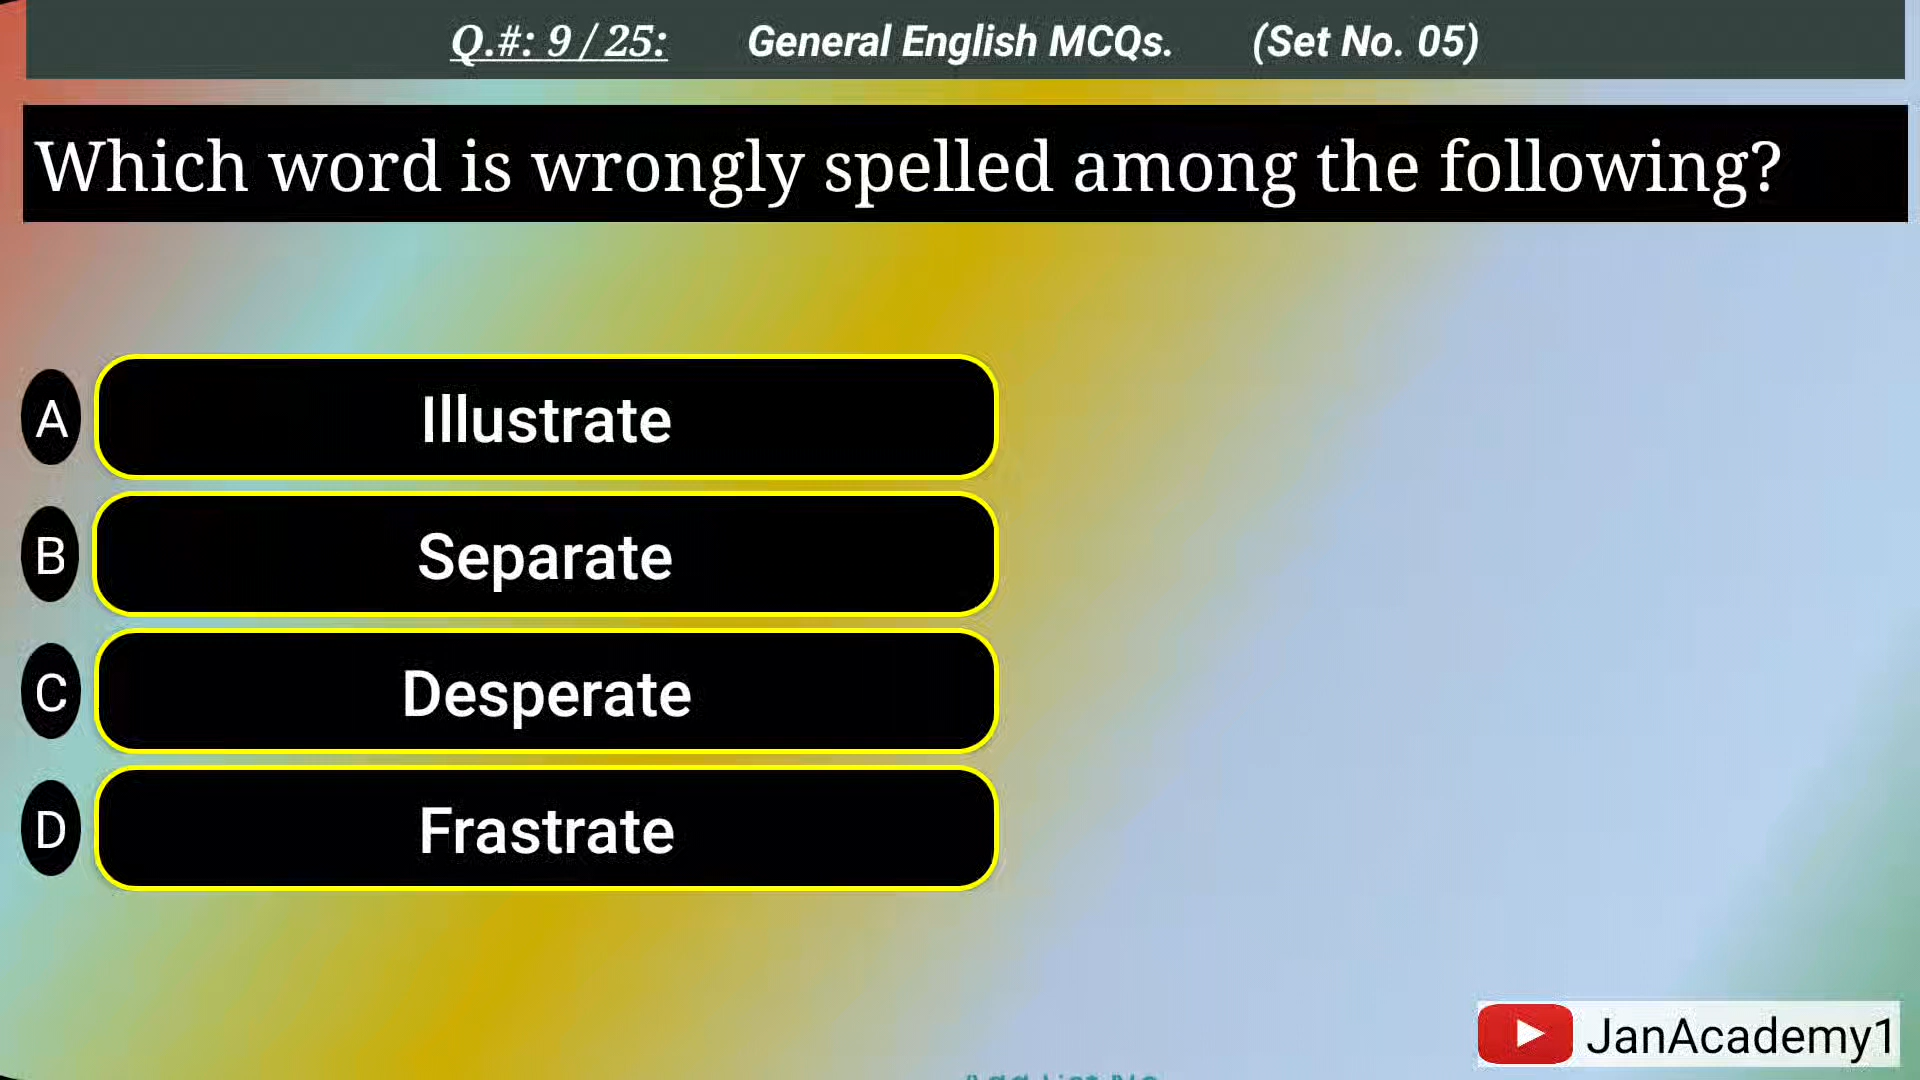 Q.#: 9 / 25: General English MCQs. (Set No. 05)
Which word is wrongly spelled among the following?
A Illustrate
B Separate
C Desperate
D Frastrate
JanAcademy1